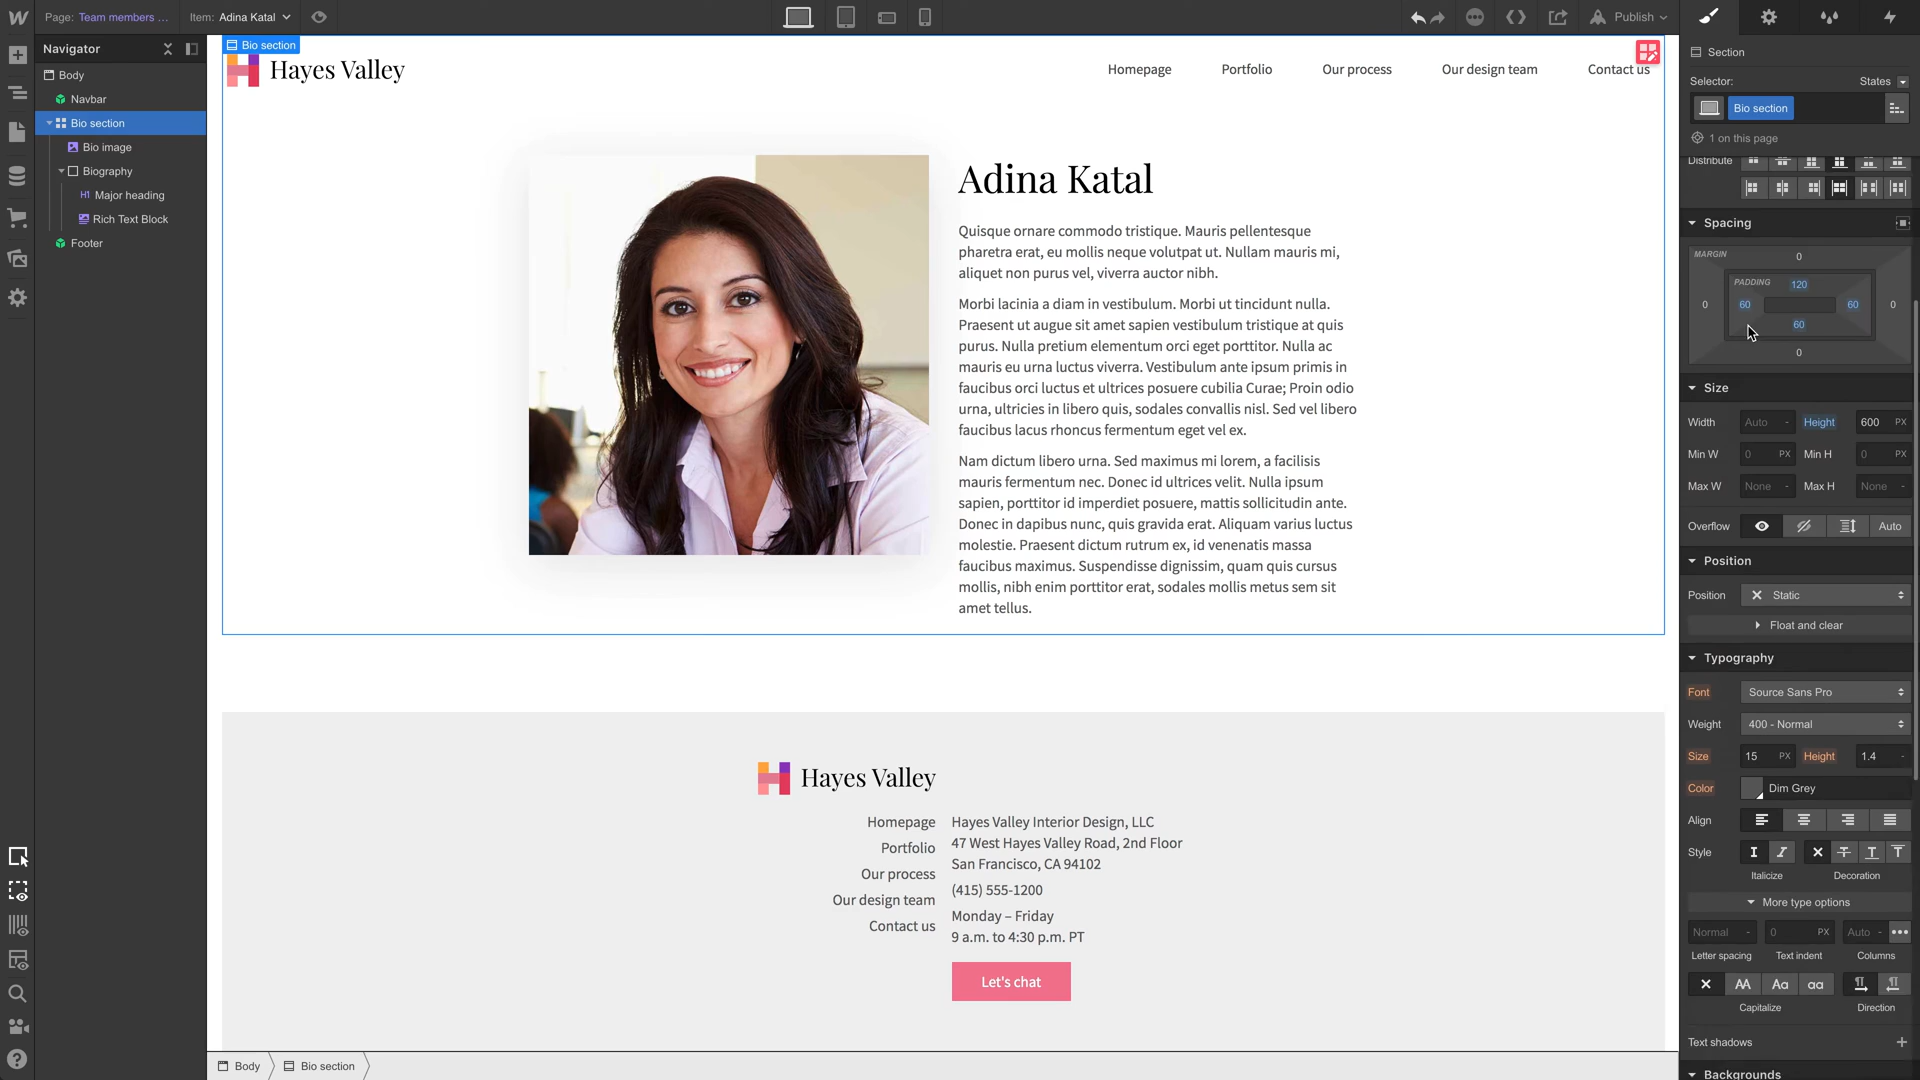 Page: Team members ...
Item: Adina Katal
Publish
Navigator
Body
Navbar
Bio section
Bio image
Biography
H1 Major heading
Rich Text Block
Footer
Bio section
Hayes Valley
Homepage
Portfolio
Our process
Our design team
Contact us
Adina Katal
Quisque ornare commodo tristique. Mauris pellentesque
pharetra erat, eu mollis neque volutpat ut. Nullam mauris mi,
aliquet non purus vel, viverra auctor nibh.
Morbi lacinia a diam in vestibulum. Morbi ut tincidunt nulla.
Praesent ut augue sit amet sapien vestibulum tristique at quis
purus. Nulla pretium elementum orci eget porttitor. Nulla ac
mauris eu urna luctus viverra. Vestibulum ante ipsum primis in
faucibus orci luctus et ultrices posuere cubilia Curae; Proin odio
urna, ultricies in libero quis, sodales convallis nisl. Sed vel libero
faucibus lacus rhoncus fermentum eget vel ex.
Nam dictum libero urna. Sed maximus mi lorem, a facilisis
mauris fermentum nec. Donec id ultrices velit. Nulla ipsum
sapien, porttitor id imperdiet posuere, mattis sollicitudin ante.
Donec in dapibus nunc, quis gravida erat. Aliquam varius luctus
molestie. Praesent dictum rutrum ex, id venenatis massa
faucibus maximus. Suspendisse dignissim, quam quis cursus
mollis, nibh enim porttitor erat, sodales mollis metus sem sit
amet tellus.
Hayes Valley
Homepage
Portfolio
Our process
Our design team
Contact us
Hayes Valley Interior Design, LLC
47 West Hayes Valley Road, 2nd Floor
San Francisco, CA 94102
(415) 555-1200
Monday – Friday
9 a.m. to 4:30 p.m. PT
Let's chat
Body
Bio section
Section
Selector:
States
Bio section
1 on this page
Distribute
Spacing
MARGIN
0
PADDING
120
0
60
60
0
60
0
Size
Width Auto - Height 600 PX
Min W 0 PX Min H 0 PX
Max W None - Max H None -
Overflow Auto
Position
Position Static
Float and clear
Typography
Font Source Sans Pro
Weight 400 - Normal
Size 15 PX Height 1.4 -
Color Dim Grey
Align
Style
Italicize Decoration
More type options
Normal - 0 PX Auto -
Letter spacing Text indent Columns
AA Aa aa
Capitalize Direction
Text shadows
Backgrounds